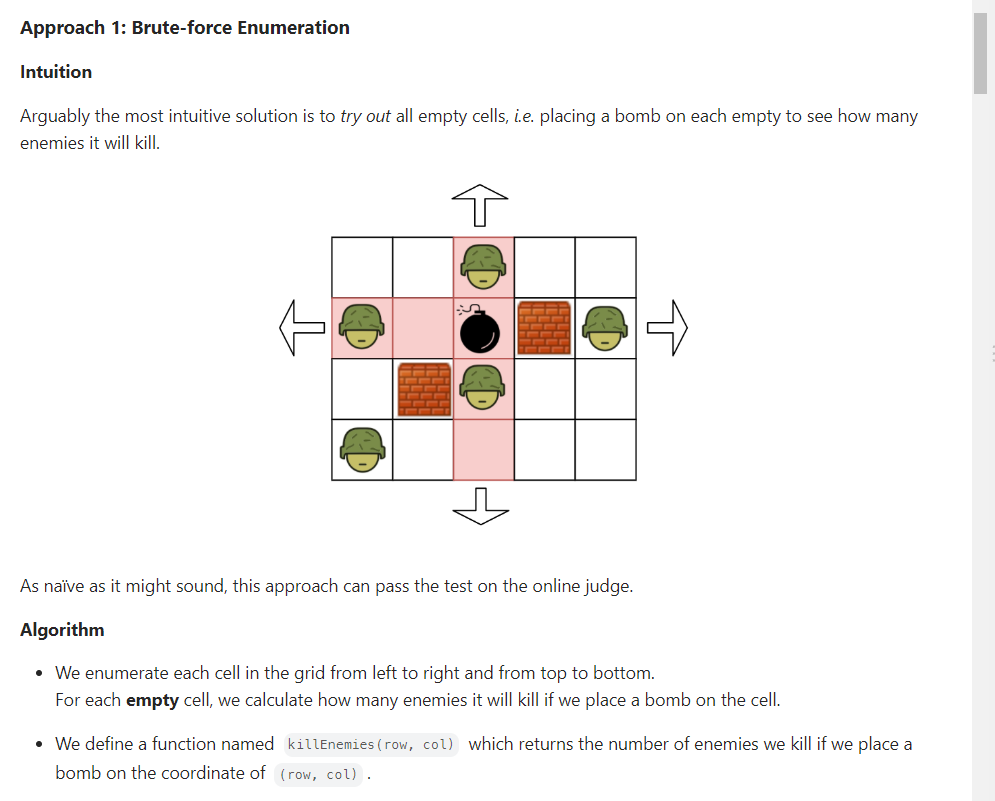 Approach 1: Brute-force Enumeration
Intuition
Arguably the most intuitive solution is to try out all empty cells, i.e. placing a bomb on each empty to see how many
enemies it will kill.
As naïve as it might sound, this approach can pass the test on the online judge.
Algorithm
We enumerate each cell in the grid from left to right and from top to bottom.
For each empty cell, we calculate how many enemies it will kill if we place a bomb on the cell.
We define a function named killEnemies(row, col) which returns the number of enemies we kill if we place a
bomb on the coordinate of (row, col) .